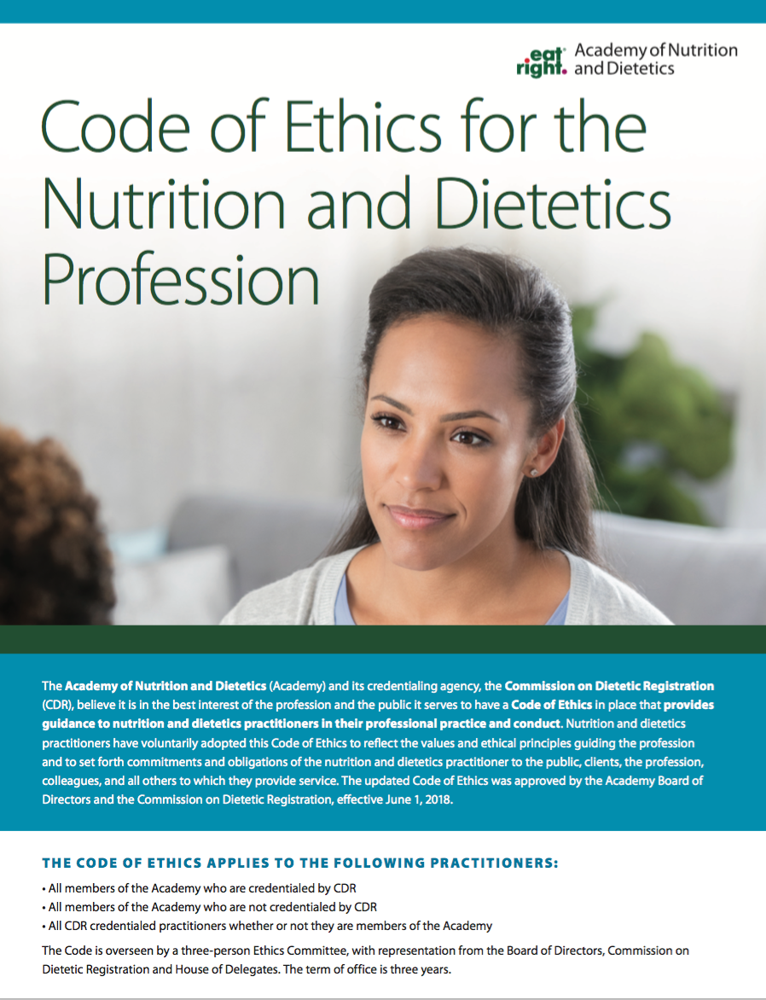 eat right. Academy of Nutrition
and Dietetics
Code of Ethics for the
Nutrition and Dietetics
Profession
The Academy of Nutrition and Dietetics (Academy) and its credentialing agency, the Commission on Dietetic Registration
(CDR), believe it is in the best interest of the profession and the public it serves to have a Code of Ethics in place that provides
guidance to nutrition and dietetics practitioners in their professional practice and conduct. Nutrition and dietetics
practitioners have voluntarily adopted this Code of Ethics to reflect the values and ethical principles guiding the profession
and to set forth commitments and obligations of the nutrition and dietetics practitioner to the public, clients, the profession,
colleagues, and all others to which they provide service. The updated Code of Ethics was approved by the Academy Board of
Directors and the Commission on Dietetic Registration, effective June 1, 2018.
THE CODE OF ETHICS APPLIES TO THE FOLLOWING PRACTITIONERS:
• All members of the Academy who are credentialed by CDR
• All members of the Academy who are not credentialed by CDR
• All CDR credentialed practitioners whether or not they are members of the Academy
The Code is overseen by a three-person Ethics Committee, with representation from the Board of Directors, Commission on
Dietetic Registration and House of Delegates. The term of office is three years.